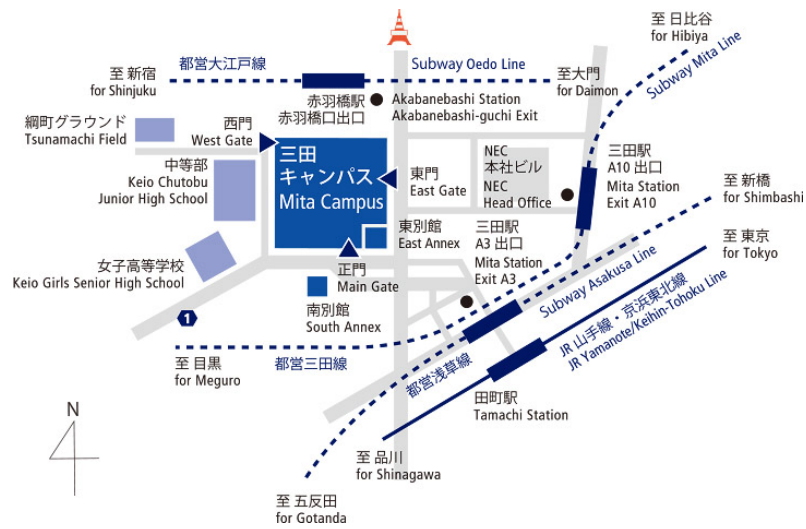 至 日比谷
for Hibiya
都営大江戸線
Subway Oedo Line
Subway Mita Line
至 新宿
for Shinjuku
至大門
for Daimon
赤羽橋駅
赤羽橋口出口
Akabanebashi Station
Akabanebashi-guchi Exit
綱町グラウンド
Tsunamachi Field
西門
West Gate
三田
キャンパス
Mita Campus
中等部
Keio Chutobu
Junior High School
東門
East Gate
NEC
本社ビル
NEC
Head Office
三田駅
A10 出口
Mita Station
Exit A10
至 新橋
for Shimbashi
東別館
East Annex
三田駅
A3 出口
Mita Station
Exit A3
至 東京
for Tokyo
女子高等学校
Keio Girls Senior High School
正門
Main Gate
南別館
South Annex
Subway Asakusa Line
JR 山手線・京浜東北線
JR Yamanote/Keihin-Tohoku Line
1
至 目黒
for Meguro
都営三田線
都営浅草線
田町駅
Tamachi Station
N
至 品川
for Shinagawa
至 五反田
for Gotanda